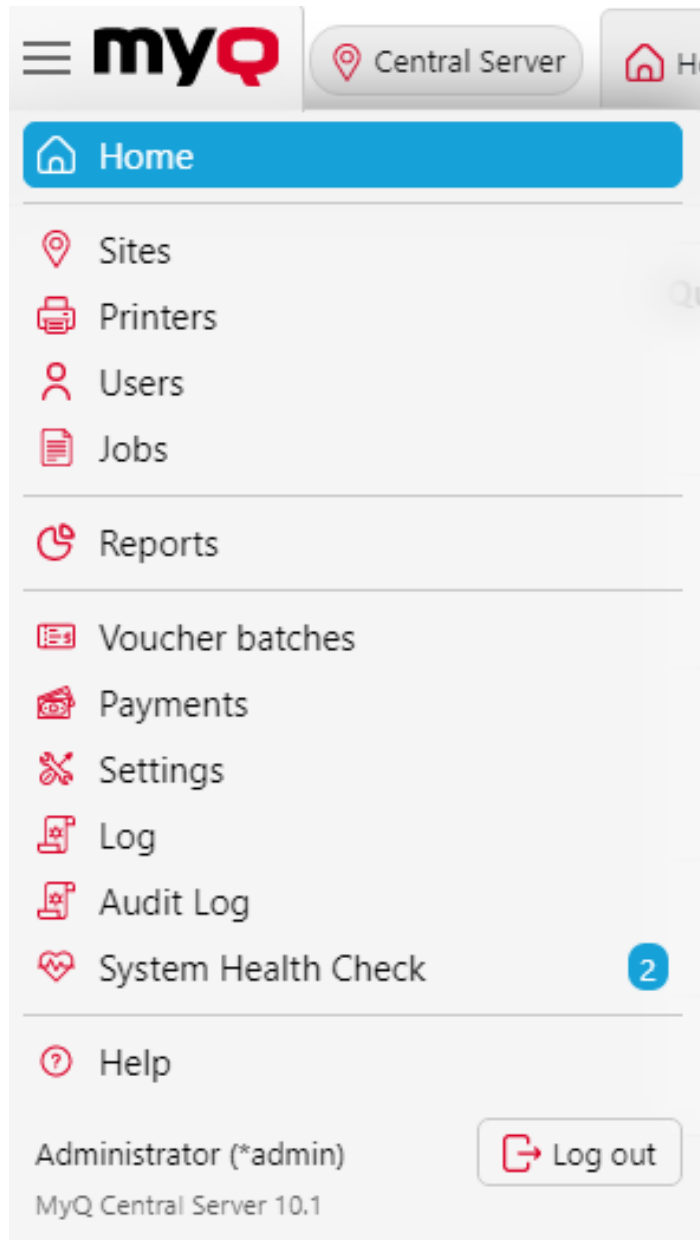 myQ
Central Server
Home
Sites
Printers
Users
Jobs
Reports
Voucher batches
Payments
Settings
Log
Audit Log
System Health Check 2
Help
Administrator (*admin)
Log out
MyQ Central Server 10.1